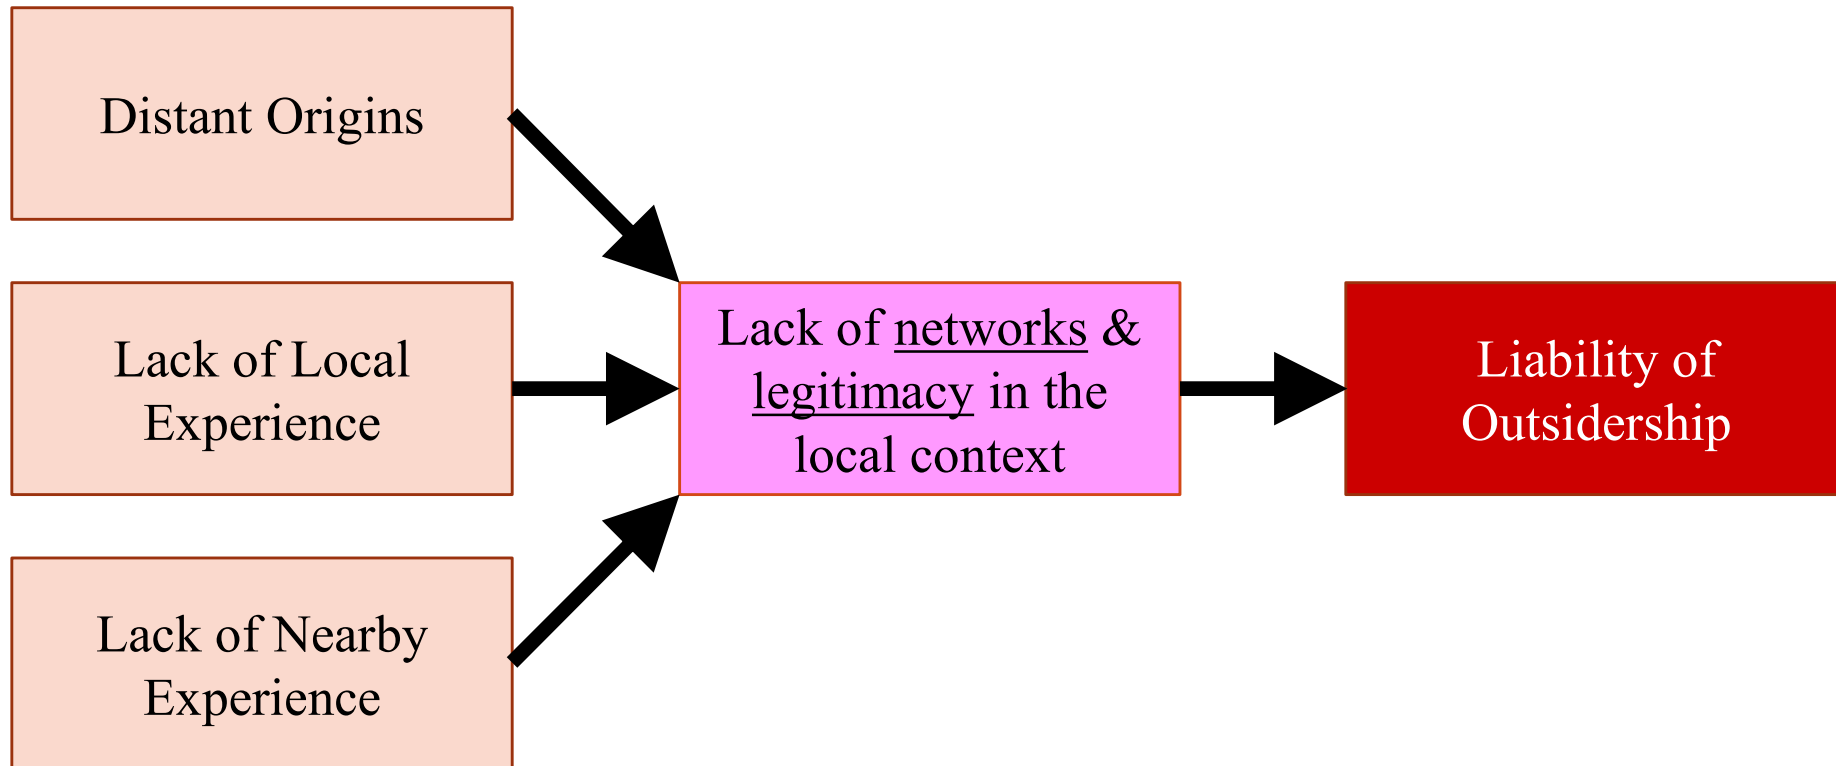 Distant Origins
Lack of Local
Experience
Lack of Nearby
Experience
Lack of networks &
legitimacy in the
local context
Liability of
Outsidership